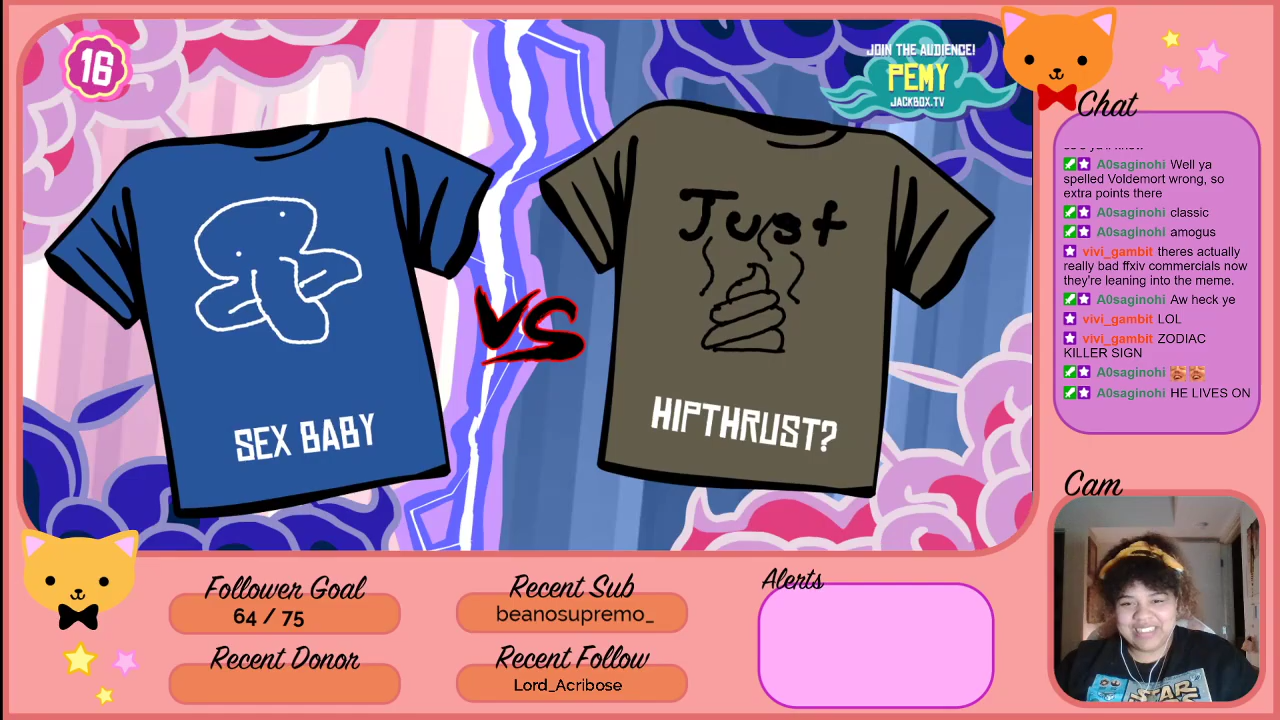 16
JOIN THE AUDIENCE!
PEMY
JACKBOX.TV
Just
SEX BABY
VS
HIPTHRUST?
Chat
A0saginohi Well ya
spelled Voldemort wrong, so
extra points there
A0saginohi classic
A0saginohi amogus
vivi_gambit theres actually
really bad ffxiv commercials now
they're leaning into the meme.
A0saginohi Aw heck ye
vivi_gambit LOL
vivi_gambit ZODIAC
KILLER SIGN
A0saginohi
A0saginohi HE LIVES ON
Cam
STAR
Follower Goal
64 / 75
Recent Sub
beanosupremo_
Alerts
Recent Donor
Recent Follow
Lord_Acribose